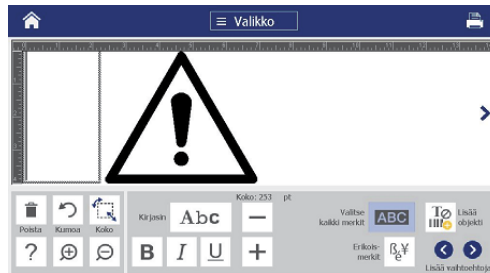 ≡ Valikko
Koko: 253 pt
Poista Kumoa Koko
Kirjasin Abc
Valitse kaikki merkit ABC
Lisää objekti
? B I U +
Erikois-merkit ß¿¥
Lisää vaihtoehtoja